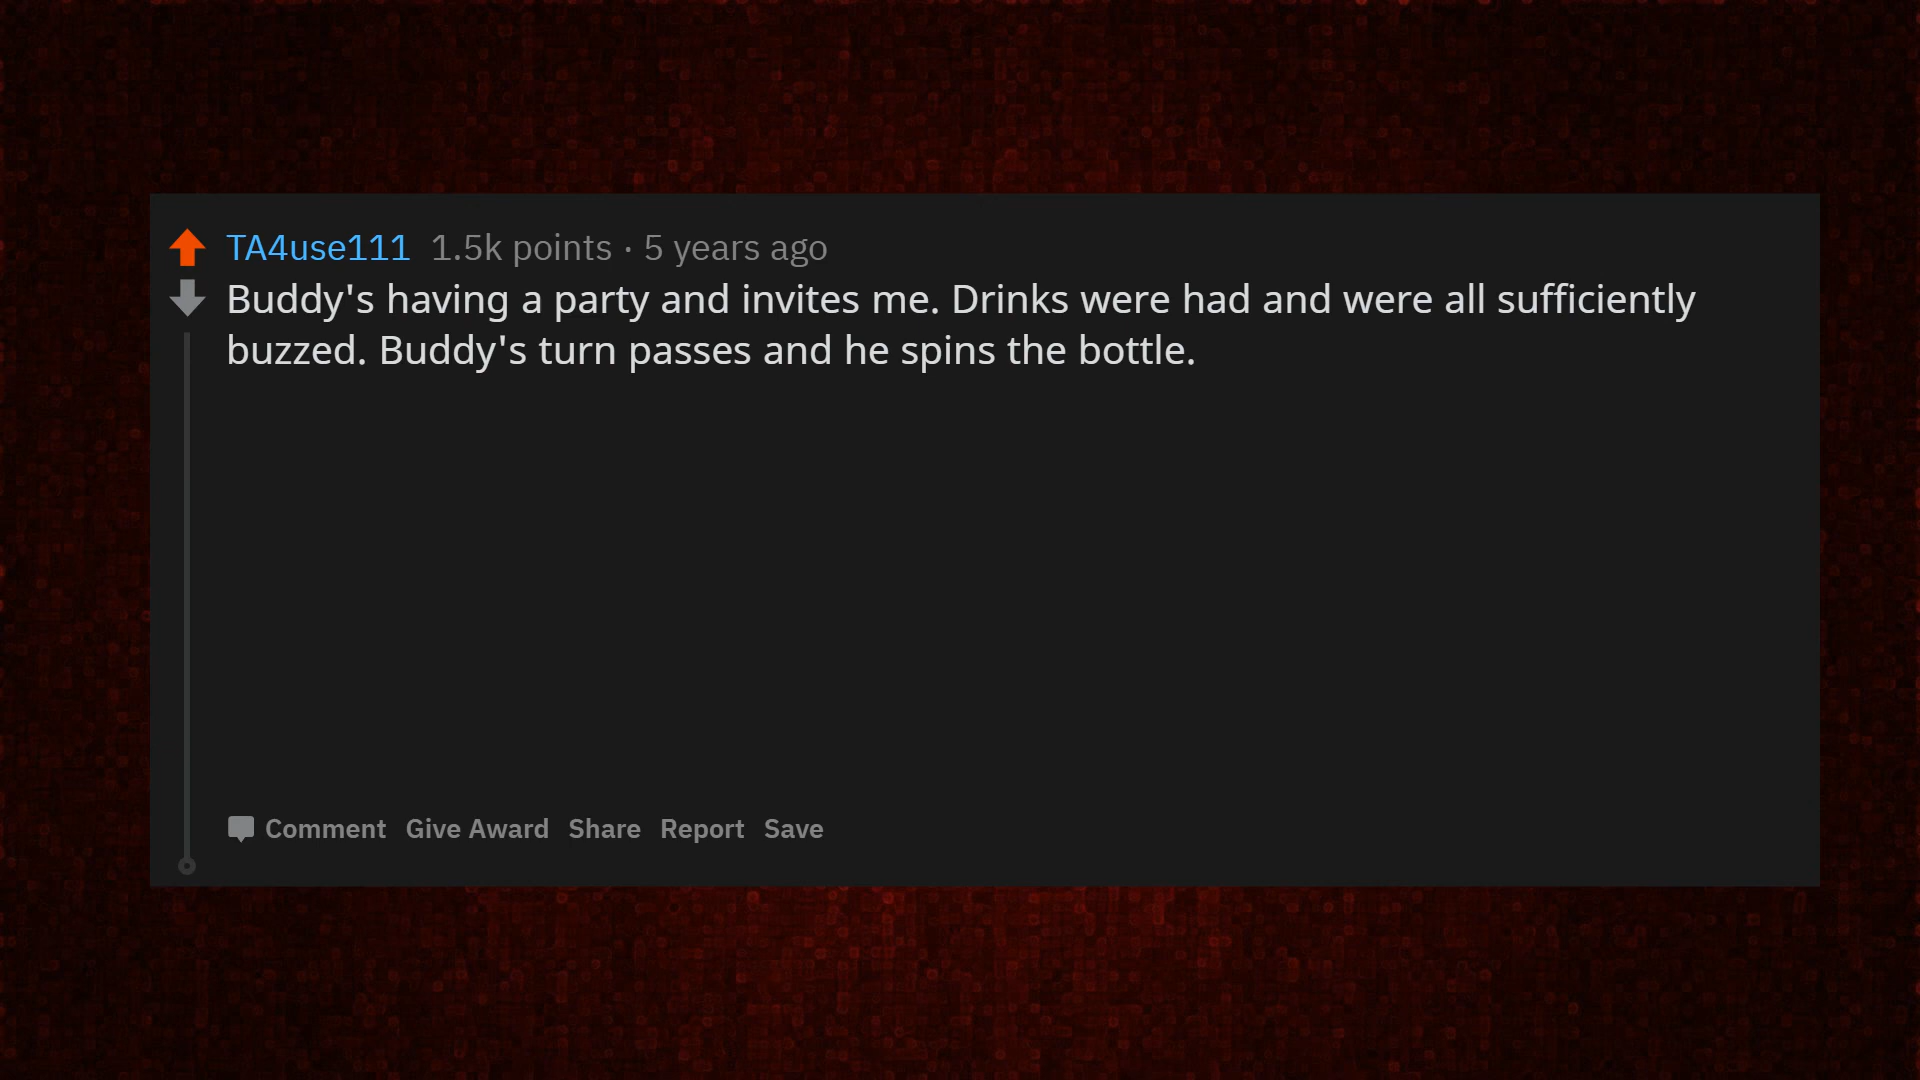 TA4use111 1.5k points · 5 years ago
Buddy's having a party and invites me. Drinks were had and were all sufficiently
buzzed. Buddy's turn passes and he spins the bottle.
Comment Give Award Share Report Save